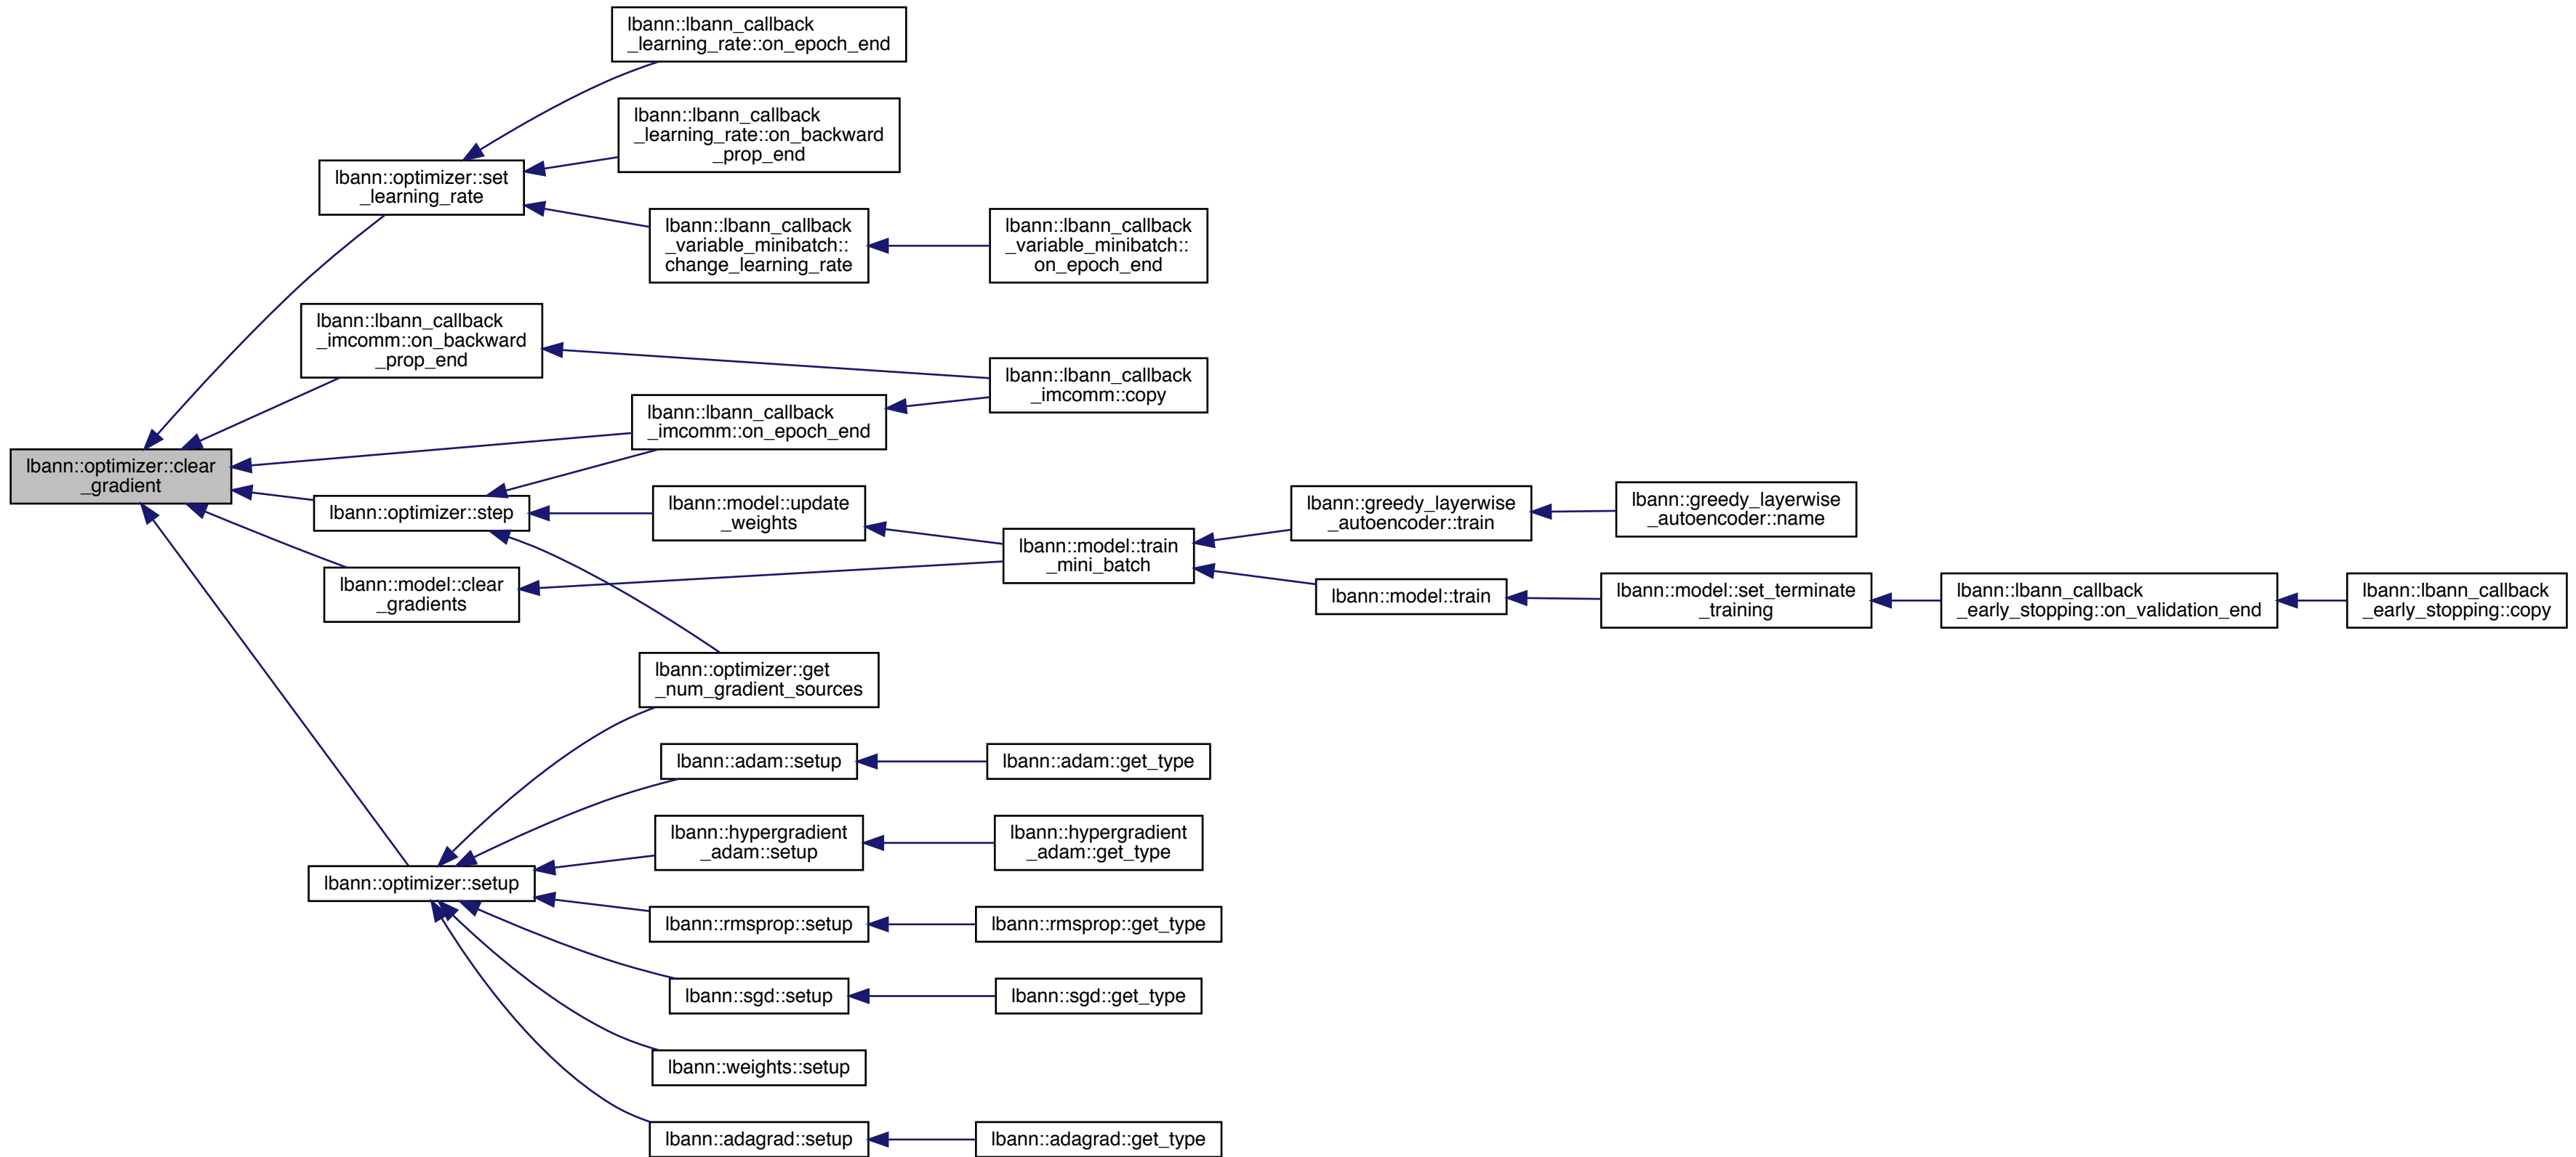 lbann::lbann_callback
_learning_rate::on_epoch_end
lbann::lbann_callback
_learning_rate::on_backward
_prop_end
lbann::optimizer::set
_learning_rate
lbann::lbann_callback
_variable_minibatch::
change_learning_rate
lbann::lbann_callback
_variable_minibatch::
on_epoch_end
lbann::lbann_callback
_imcomm::on_backward
_prop_end
lbann::lbann_callback
_imcomm::copy
lbann::lbann_callback
_imcomm::on_epoch_end
lbann::optimizer::clear
_gradient
lbann::optimizer::step
lbann::model::update
_weights
lbann::model::train
_mini_batch
lbann::greedy_layerwise
_autoencoder::train
lbann::greedy_layerwise
_autoencoder::name
lbann::model::clear
_gradients
lbann::model::train
lbann::model::set_terminate
_training
lbann::lbann_callback
_early_stopping::on_validation_end
lbann::lbann_callback
_early_stopping::copy
lbann::optimizer::get
_num_gradient_sources
lbann::adam::setup
lbann::adam::get_type
lbann::hypergradient
_adam::setup
lbann::hypergradient
_adam::get_type
lbann::optimizer::setup
lbann::rmsprop::setup
lbann::rmsprop::get_type
lbann::sgd::setup
lbann::sgd::get_type
lbann::weights::setup
lbann::adagrad::setup
lbann::adagrad::get_type